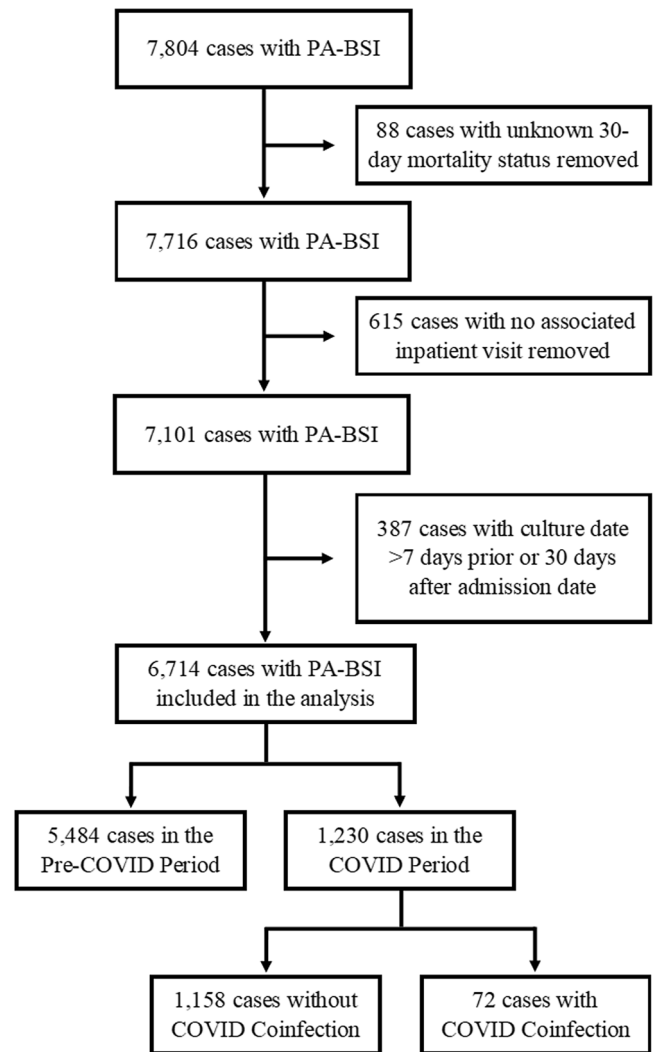 7,804 cases with PA-BSI
88 cases with unknown 30-
day mortality status removed
7,716 cases with PA-BSI
615 cases with no associated
inpatient visit removed
7,101 cases with PA-BSI
387 cases with culture date
>7 days prior or 30 days
after admission date
6,714 cases with PA-BSI
included in the analysis
5,484 cases in the
Pre-COVID Period
1,230 cases in the
COVID Period
1,158 cases without
COVID Coinfection
72 cases with
COVID Coinfection